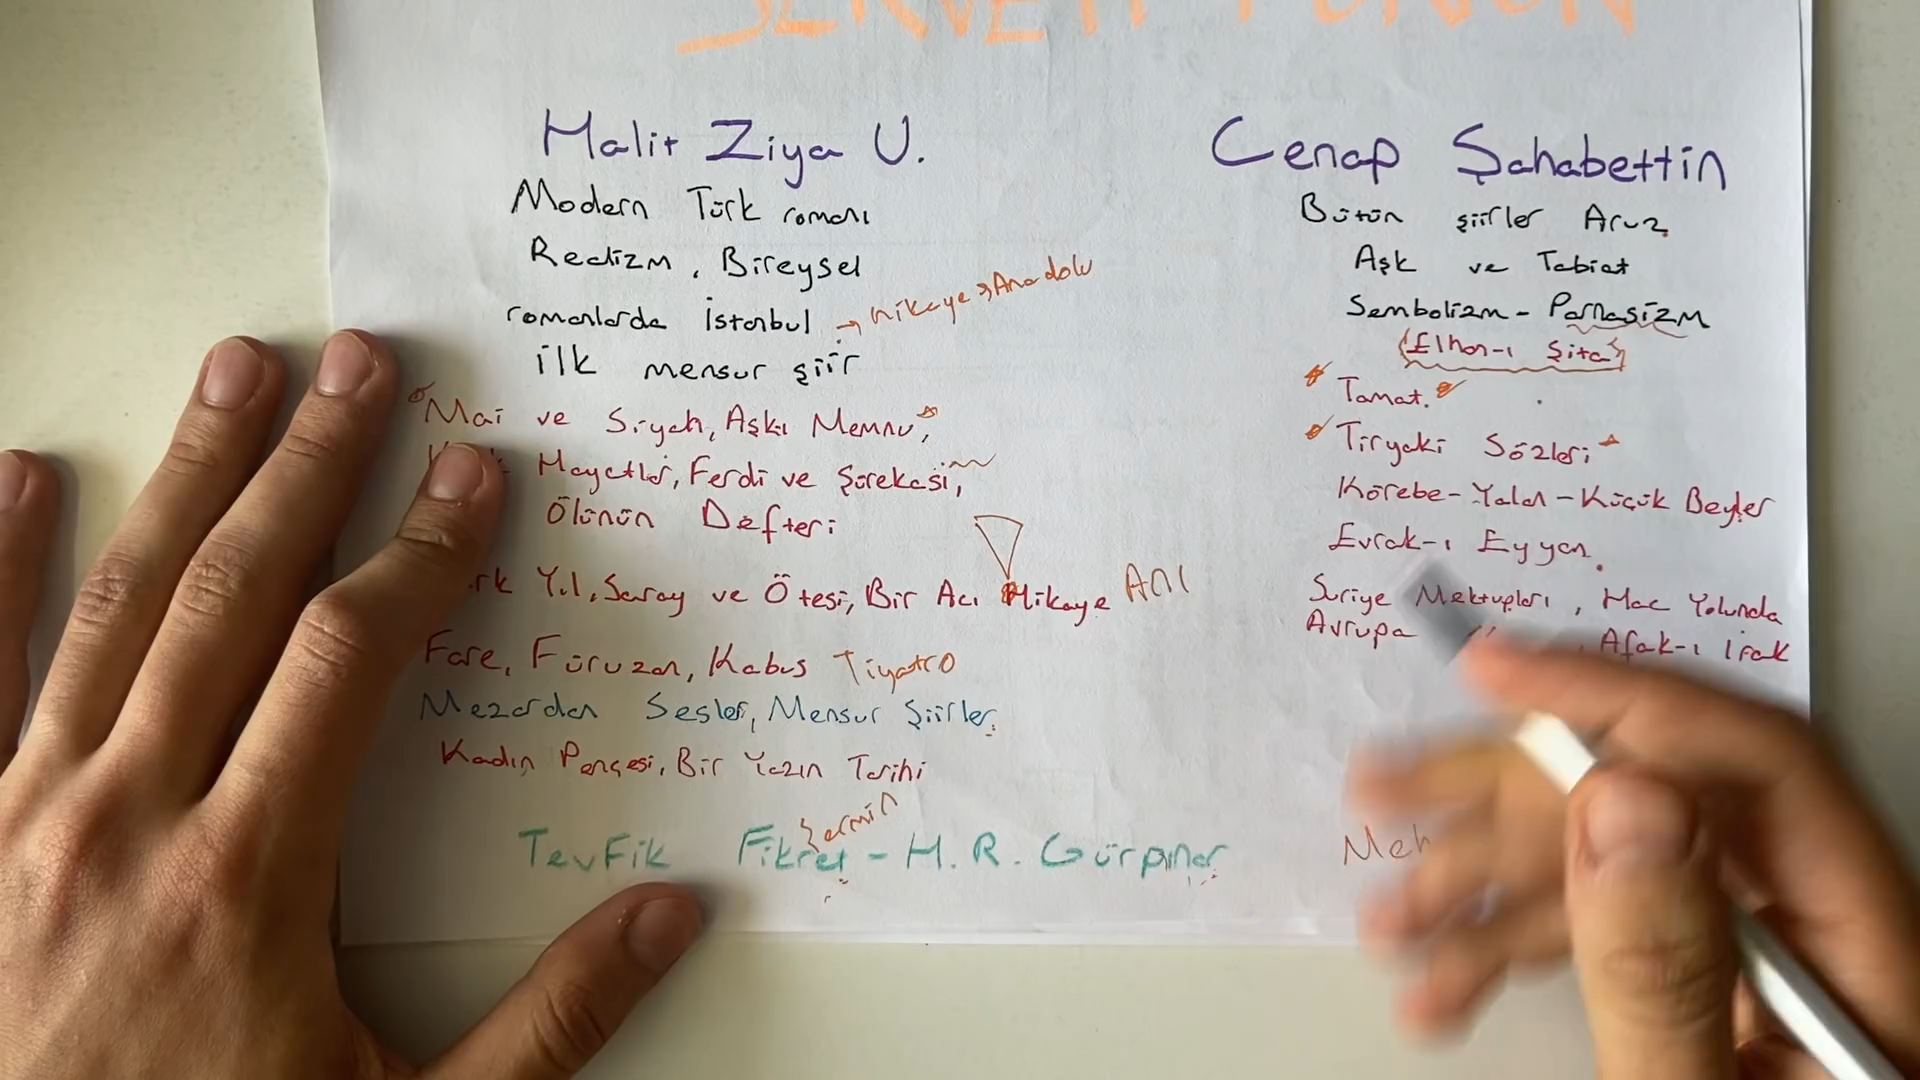 SERVETİ FÜNUN
Halit Ziya U.
Modern Türk romanı
Realizm, Bireysel
romanlarda İstanbul → hikaye → Anadolu
ilk mensur şiir
Mai ve Siyah, Aşkı Memnu,
Hayatlar, Ferdi ve Şürekasi,
Ölünün Defteri
Yıl, Saray ve Ötesi, Bir Acı Hikaye Anı
Fare, Füruzan, Kabus Tiyatro
Mezardan Sesler, Mensur Şiirler
Kadın Pençesi, Bir Yazın Tarihi
Şermin
Tevfik Fikret - H. R. Gürpınar
Cenap Şahabettin
Bütün şiirler Aruz
Aşk ve Tabiat
Sembolizm - Parnasizm
(Elhan-ı Şita)
Tamat
Tiryaki Sözleri
Körebe - Yalan - Küçük Beyler
Evrak-ı Eyyam
Suriye Mektupları, Hac Yolunda
Avrupa , Afak-ı Irak
Meh